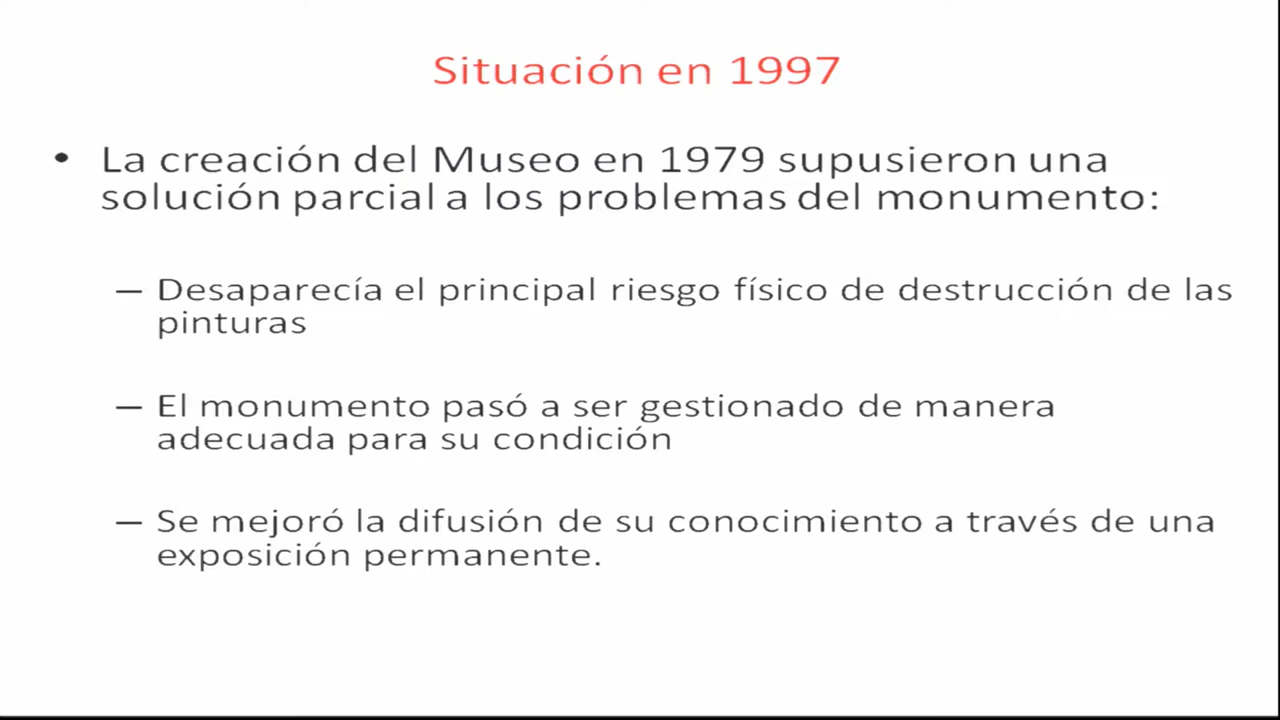 Situación en 1997
• La creación del Museo en 1979 supusieron una
solución parcial a los problemas del monumento:
– Desaparecía el principal riesgo físico de destrucción de las
pinturas
– El monumento pasó a ser gestionado de manera
adecuada para su condición
– Se mejoró la difusión de su conocimiento a través de una
exposición permanente.